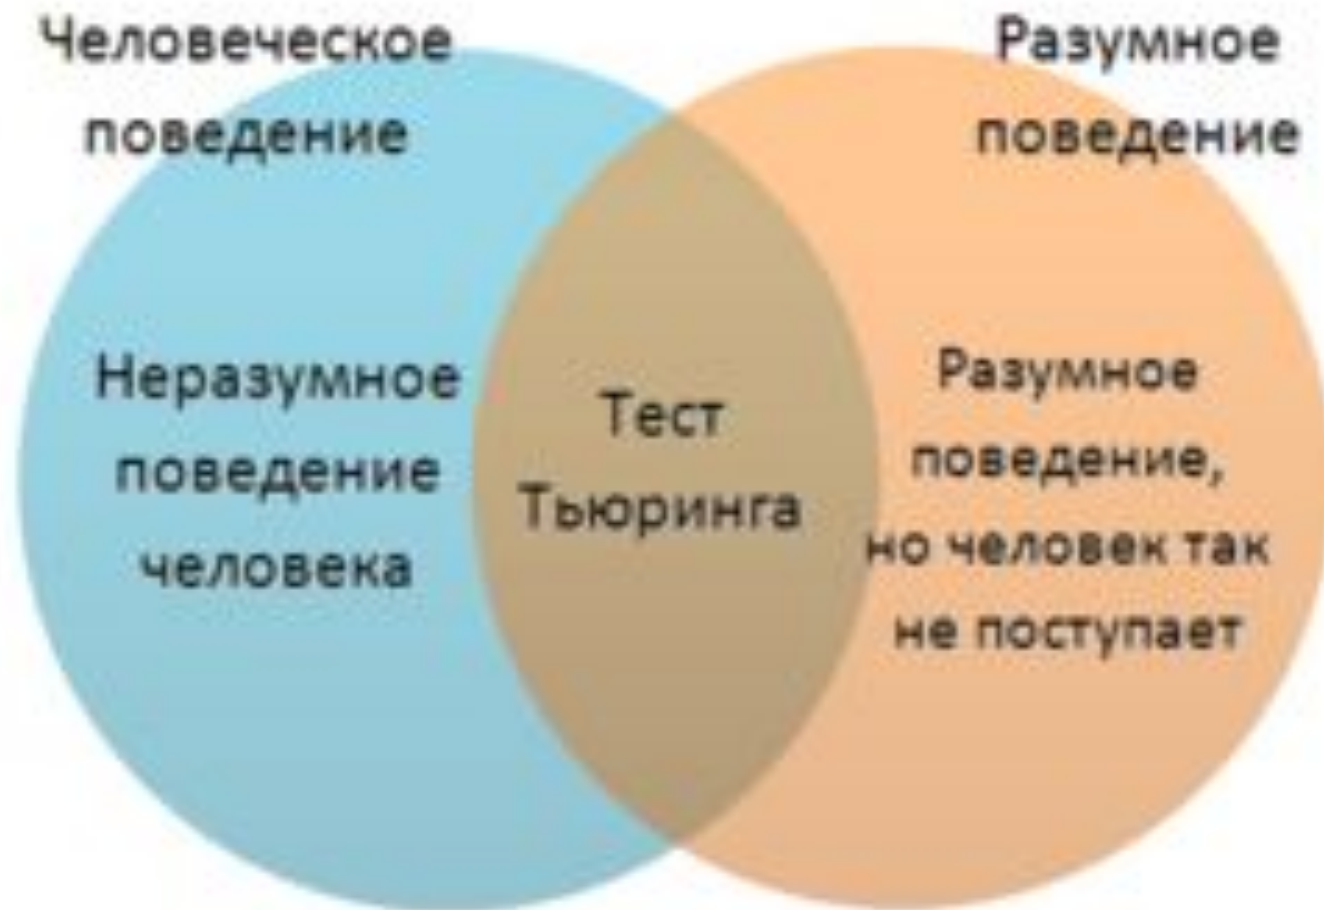 Человеческое
поведение
Разумное
поведение
Неразумное
поведение
человека
Тест
Тьюринга
Разумное
поведение,
но человек так
не поступает